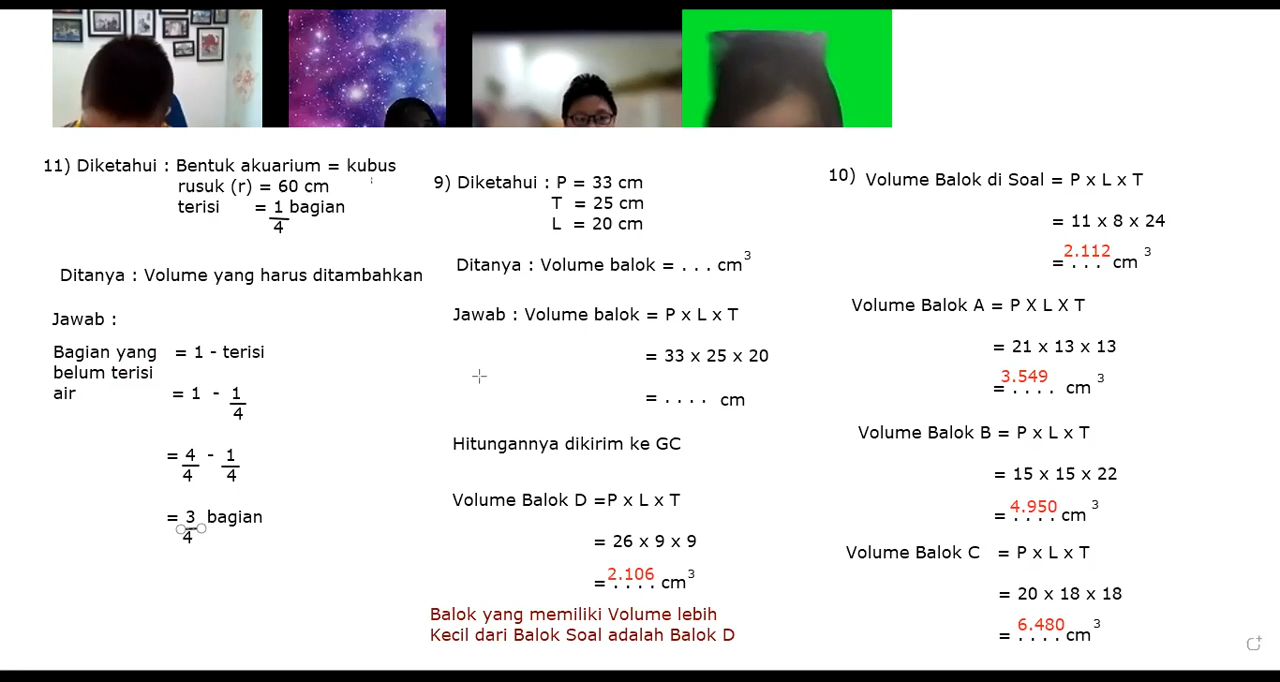 11) Diketahui : Bentuk akuarium = kubus
rusuk (r) = 60 cm
terisi = 1/4 bagian
Ditanya : Volume yang harus ditambahkan
Jawab :
Bagian yang belum terisi air = 1 - terisi
= 1 - 1/4
= 4/4 - 1/4
= 3/4 bagian
9) Diketahui : P = 33 cm
T = 25 cm
L = 20 cm
Ditanya : Volume balok = . . . cm³
Jawab : Volume balok = P x L x T
= 33 x 25 x 20
= . . . . cm
Hitungannya dikirim ke GC
Volume Balok D =P x L x T
= 26 x 9 x 9
= 2.106 . . . . cm³
Balok yang memiliki Volume lebih
Kecil dari Balok Soal adalah Balok D
10) Volume Balok di Soal = P x L x T
= 11 x 8 x 24
= 2.112 . . . cm ³
Volume Balok A = P X L X T
= 21 x 13 x 13
= 3.549 . . . . cm ³
Volume Balok B = P x L x T
= 15 x 15 x 22
= 4.950 . . . . cm ³
Volume Balok C = P x L x T
= 20 x 18 x 18
= 6.480 . . . . cm³